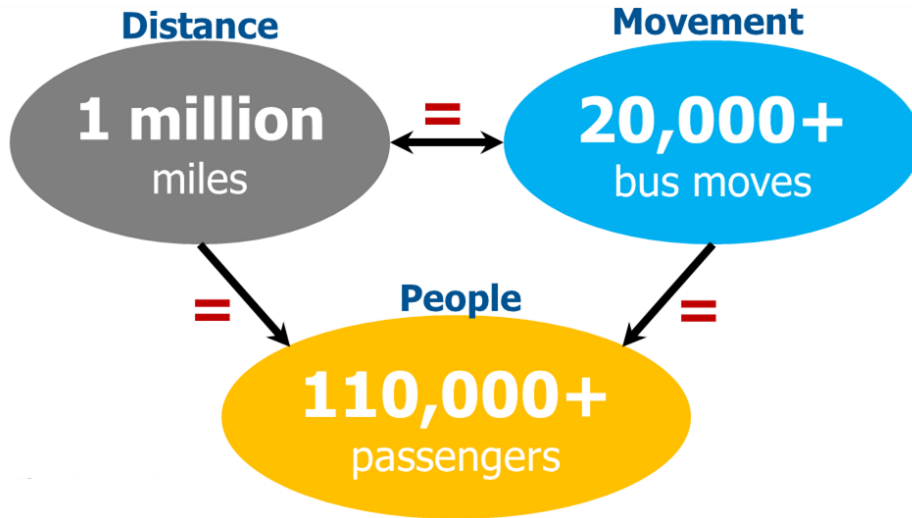 Distance
Movement
1 million
miles
=
20,000+
bus moves
=
People
=
110,000+
passengers